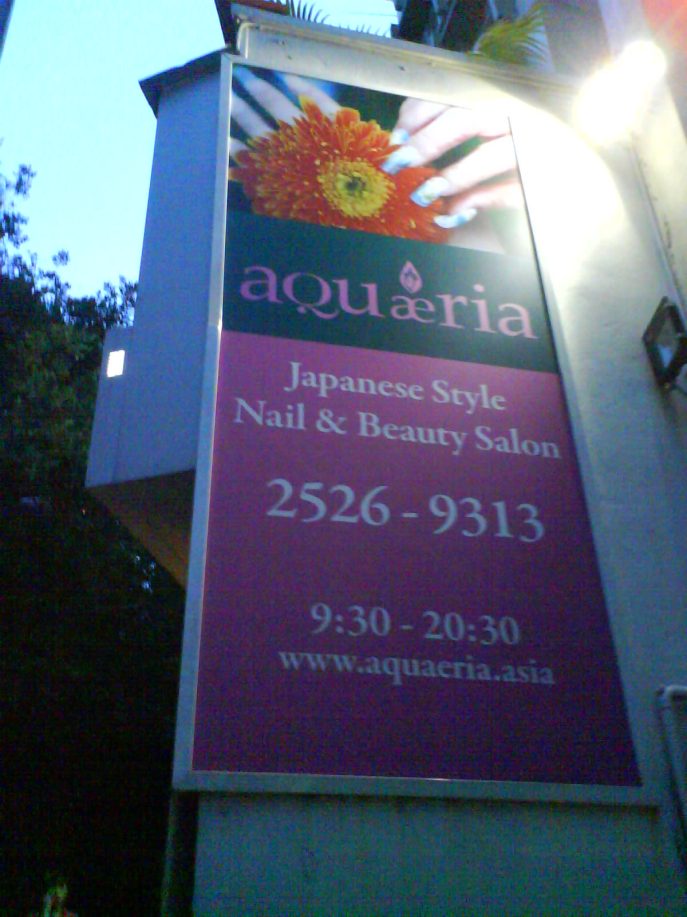 aquæria
Japanese Style
Nail & Beauty Salon
2526 - 9313
9:30 - 20:30
www.aquaeria.asia